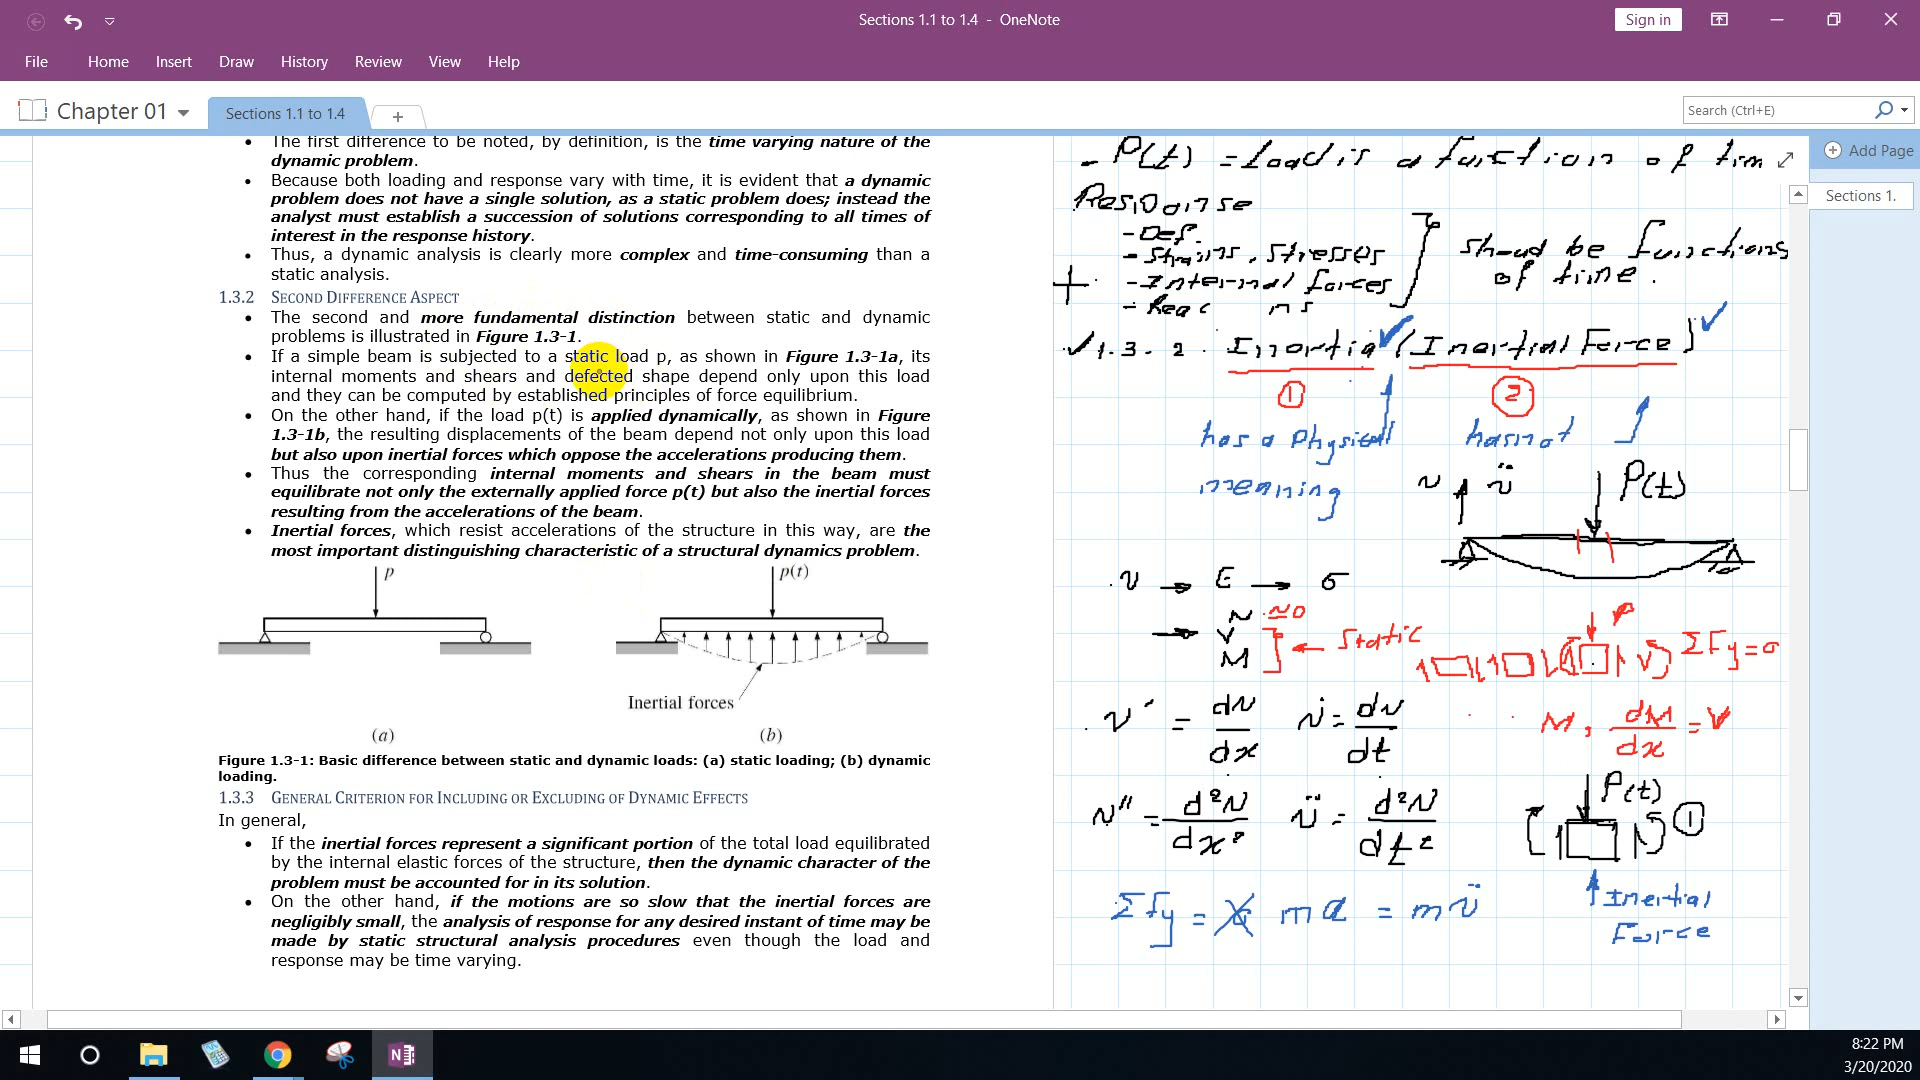 Sections 1.1 to 1.4 - OneNote
Sign in
File Home Insert Draw History Review View Help
Chapter 01
Sections 1.1 to 1.4
+
Search (Ctrl+E)
Add Page
Sections 1.
• The first difference to be noted, by definition, is the time varying nature of the
dynamic problem.
• Because both loading and response vary with time, it is evident that a dynamic
problem does not have a single solution, as a static problem does; instead the
analyst must establish a succession of solutions corresponding to all times of
interest in the response history.
• Thus, a dynamic analysis is clearly more complex and time-consuming than a
static analysis.
1.3.2 SECOND DIFFERENCE ASPECT
• The second and more fundamental distinction between static and dynamic
problems is illustrated in Figure 1.3-1.
• If a simple beam is subjected to a static load p, as shown in Figure 1.3-1a, its
internal moments and shears and defected shape depend only upon this load
and they can be computed by established principles of force equilibrium.
• On the other hand, if the load p(t) is applied dynamically, as shown in Figure
1.3-1b, the resulting displacements of the beam depend not only upon this load
but also upon inertial forces which oppose the accelerations producing them.
• Thus the corresponding internal moments and shears in the beam must
equilibrate not only the externally applied force p(t) but also the inertial forces
resulting from the accelerations of the beam.
• Inertial forces, which resist accelerations of the structure in this way, are the
most important distinguishing characteristic of a structural dynamics problem.
p
p(t)
Inertial forces
(a)
(b)
Figure 1.3-1: Basic difference between static and dynamic loads: (a) static loading; (b) dynamic
loading.
1.3.3 GENERAL CRITERION FOR INCLUDING OR EXCLUDING OF DYNAMIC EFFECTS
In general,
• If the inertial forces represent a significant portion of the total load equilibrated
by the internal elastic forces of the structure, then the dynamic character of the
problem must be accounted for in its solution.
• On the other hand, if the motions are so slow that the inertial forces are
negligibly small, the analysis of response for any desired instant of time may be
made by static structural analysis procedures even though the load and
response may be time varying.
- P(t) = Load is a function of tim
Response
- Def
- Strains, stresses
- Internal forces
should be functions
of time.
1.3.2. Inertia (Inertial Force)
1
2
has a physical
meaning
has not
v v̈ P(t)
v → ε → σ
→ N ≈0
V
M
← static
P
ΣFy=0
v' = dv/dx v̇ = dv/dt
M, dM/dx = V
v'' = d²v/dx² v̈ = d²v/dt²
P(t)
1
Σfy = ma = mv̈
Inertial
Force
8:22 PM
3/20/2020